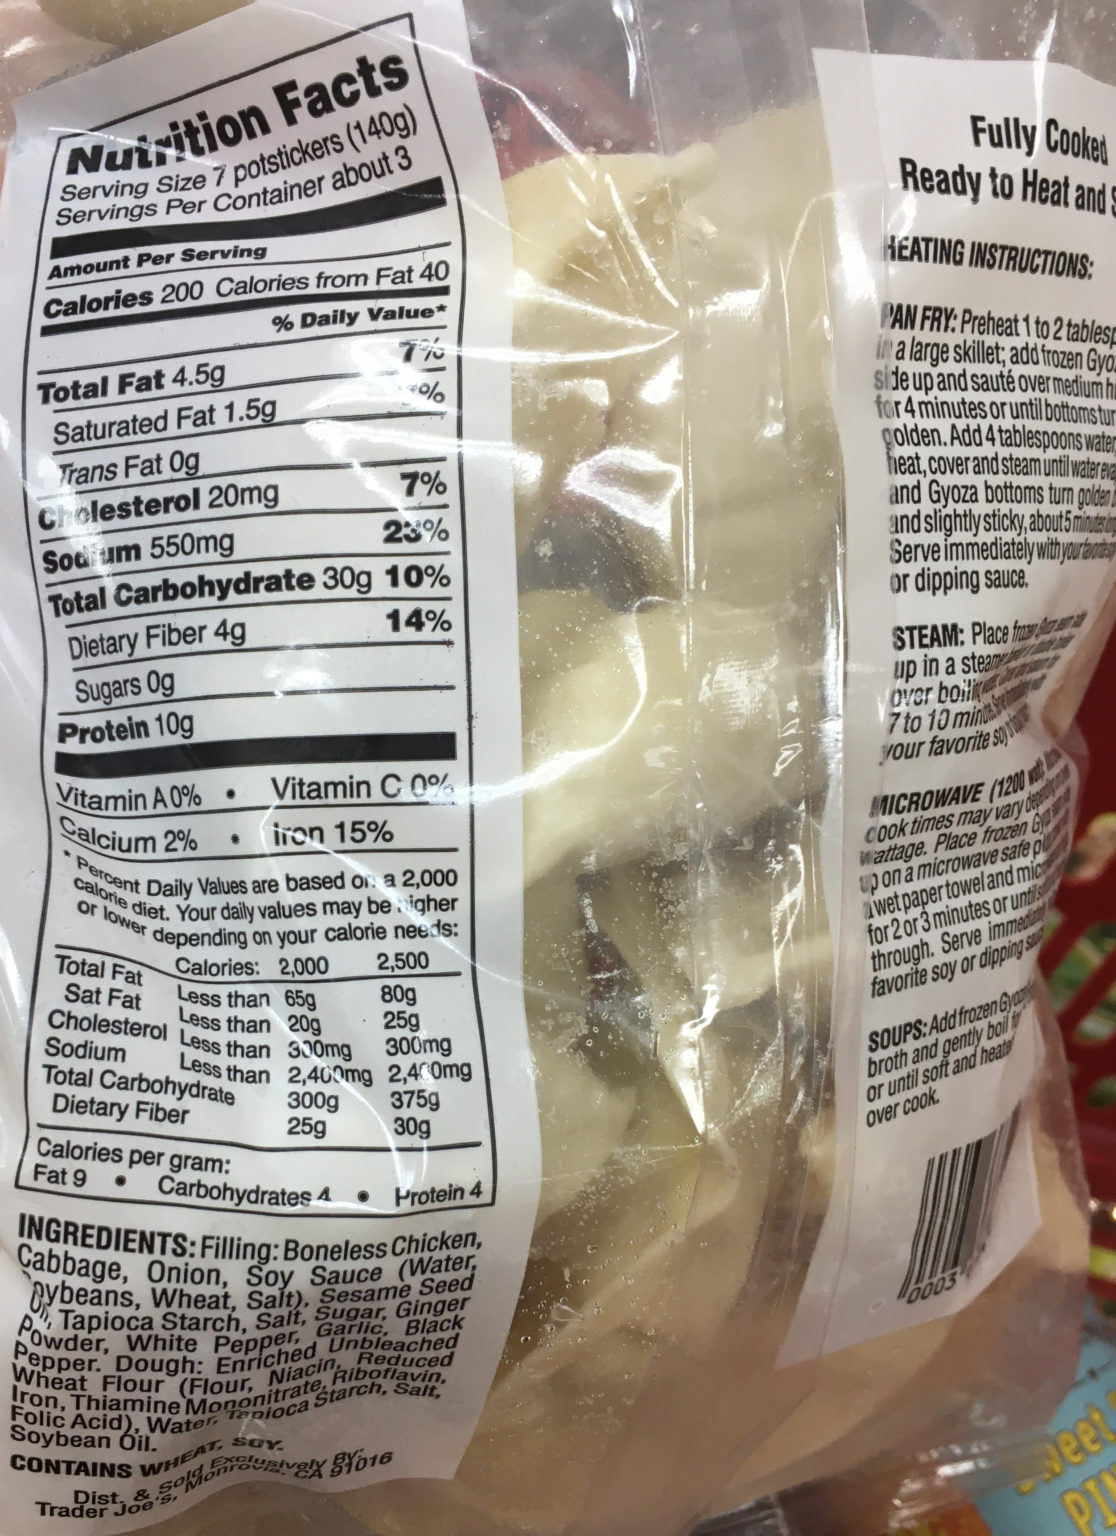 Nutrition Facts
Serving Size 7 potstickers (140g)
Servings Per Container about 3
Amount Per Serving
Calories 200 Calories from Fat 40
% Daily Value*
Total Fat 4.5g 7%
Saturated Fat 1.5g %
Trans Fat 0g
Cholesterol 20mg 7%
Sodium 550mg 23%
Total Carbohydrate 30g 10%
Dietary Fiber 4g 14%
Sugars 0g
Protein 10g
Vitamin A 0% • Vitamin C 0%
Calcium 2% • Iron 15%
* Percent Daily Values are based on a 2,000
calorie diet. Your daily values may be higher
or lower depending on your calorie needs:
Calories: 2,000 2,500
Total Fat Less than 65g 80g
Sat Fat Less than 20g 25g
Cholesterol Less than 300mg 300mg
Sodium Less than 2,400mg 2,400mg
Total Carbohydrate 300g 375g
Dietary Fiber 25g 30g
Calories per gram:
Fat 9 • Carbohydrates 4 • Protein 4
INGREDIENTS: Filling: Boneless Chicken,
Cabbage, Onion, Soy Sauce (Water,
Soybeans, Wheat, Salt), Sesame Seed
Oil, Tapioca Starch, Salt, Sugar, Ginger
Powder, White Pepper, Garlic, Black
Pepper. Dough: Enriched Unbleached
Wheat Flour (Flour, Niacin, Reduced
Iron, Thiamine Mononitrate, Riboflavin,
Folic Acid), Water, Tapioca Starch, Salt,
Soybean Oil.
CONTAINS WHEAT, SOY.
Dist. & Sold Exclusively By:
Trader Joe's, Monrovia, CA 91016
Fully Cooked
Ready to Heat and
HEATING INSTRUCTIONS:
PAN FRY: Preheat 1 to 2
in a large skillet; add frozen
side up and sauté over medium
for 4 minutes or until bottoms
golden. Add 4 tablespoons water,
heat, cover and steam until water
and Gyoza bottoms turn golden
and slightly sticky, about 5 minutes
Serve immediately with your favorite
or dipping sauce.
STEAM: Place frozen
up in a
over
7 to 10
your favorite soy
MICROWAVE (1200
Cook times may vary
wattage. Place frozen
up on a microwave safe
a wet paper towel and
for 2 or 3 minutes or until
through. Serve
favorite soy or dipping
SOUPS: Add frozen
broth and gently boil
or until soft and
over cook.
0003